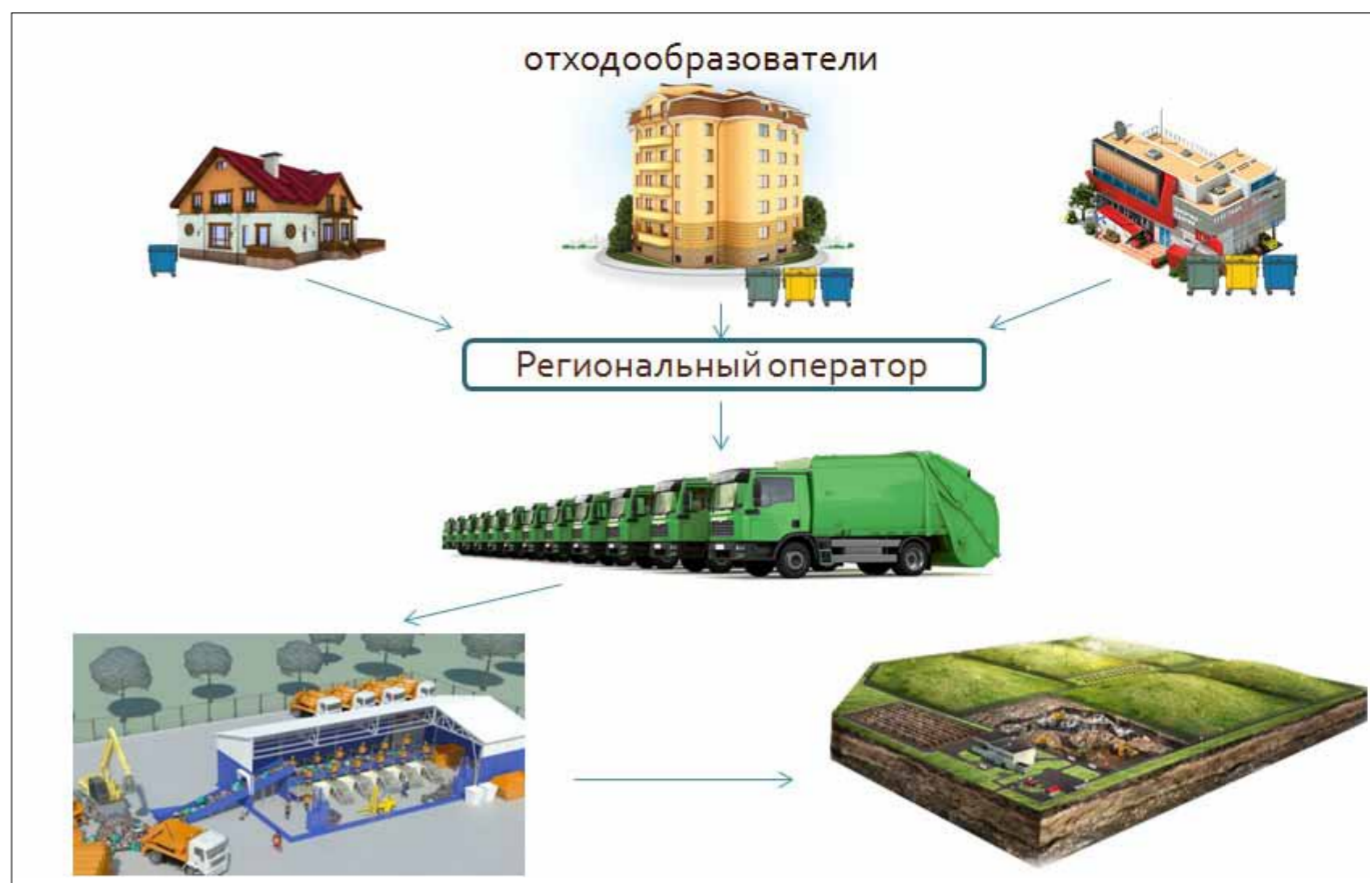 отходообразователи
Региональный оператор